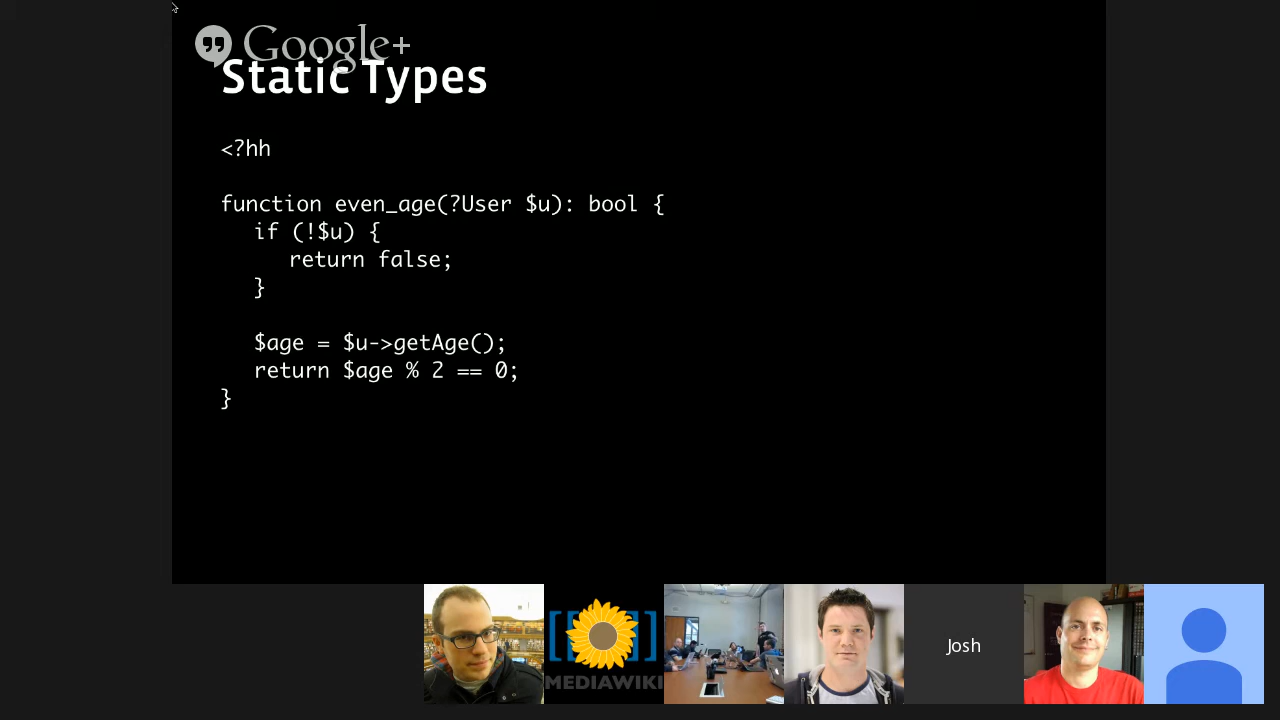 Google+
Static Types
<?hh
function even_age(?User $u): bool {
if (!$u) {
return false;
}
$age = $u->getAge();
return $age % 2 == 0;
}
MEDIAWIKI
Josh